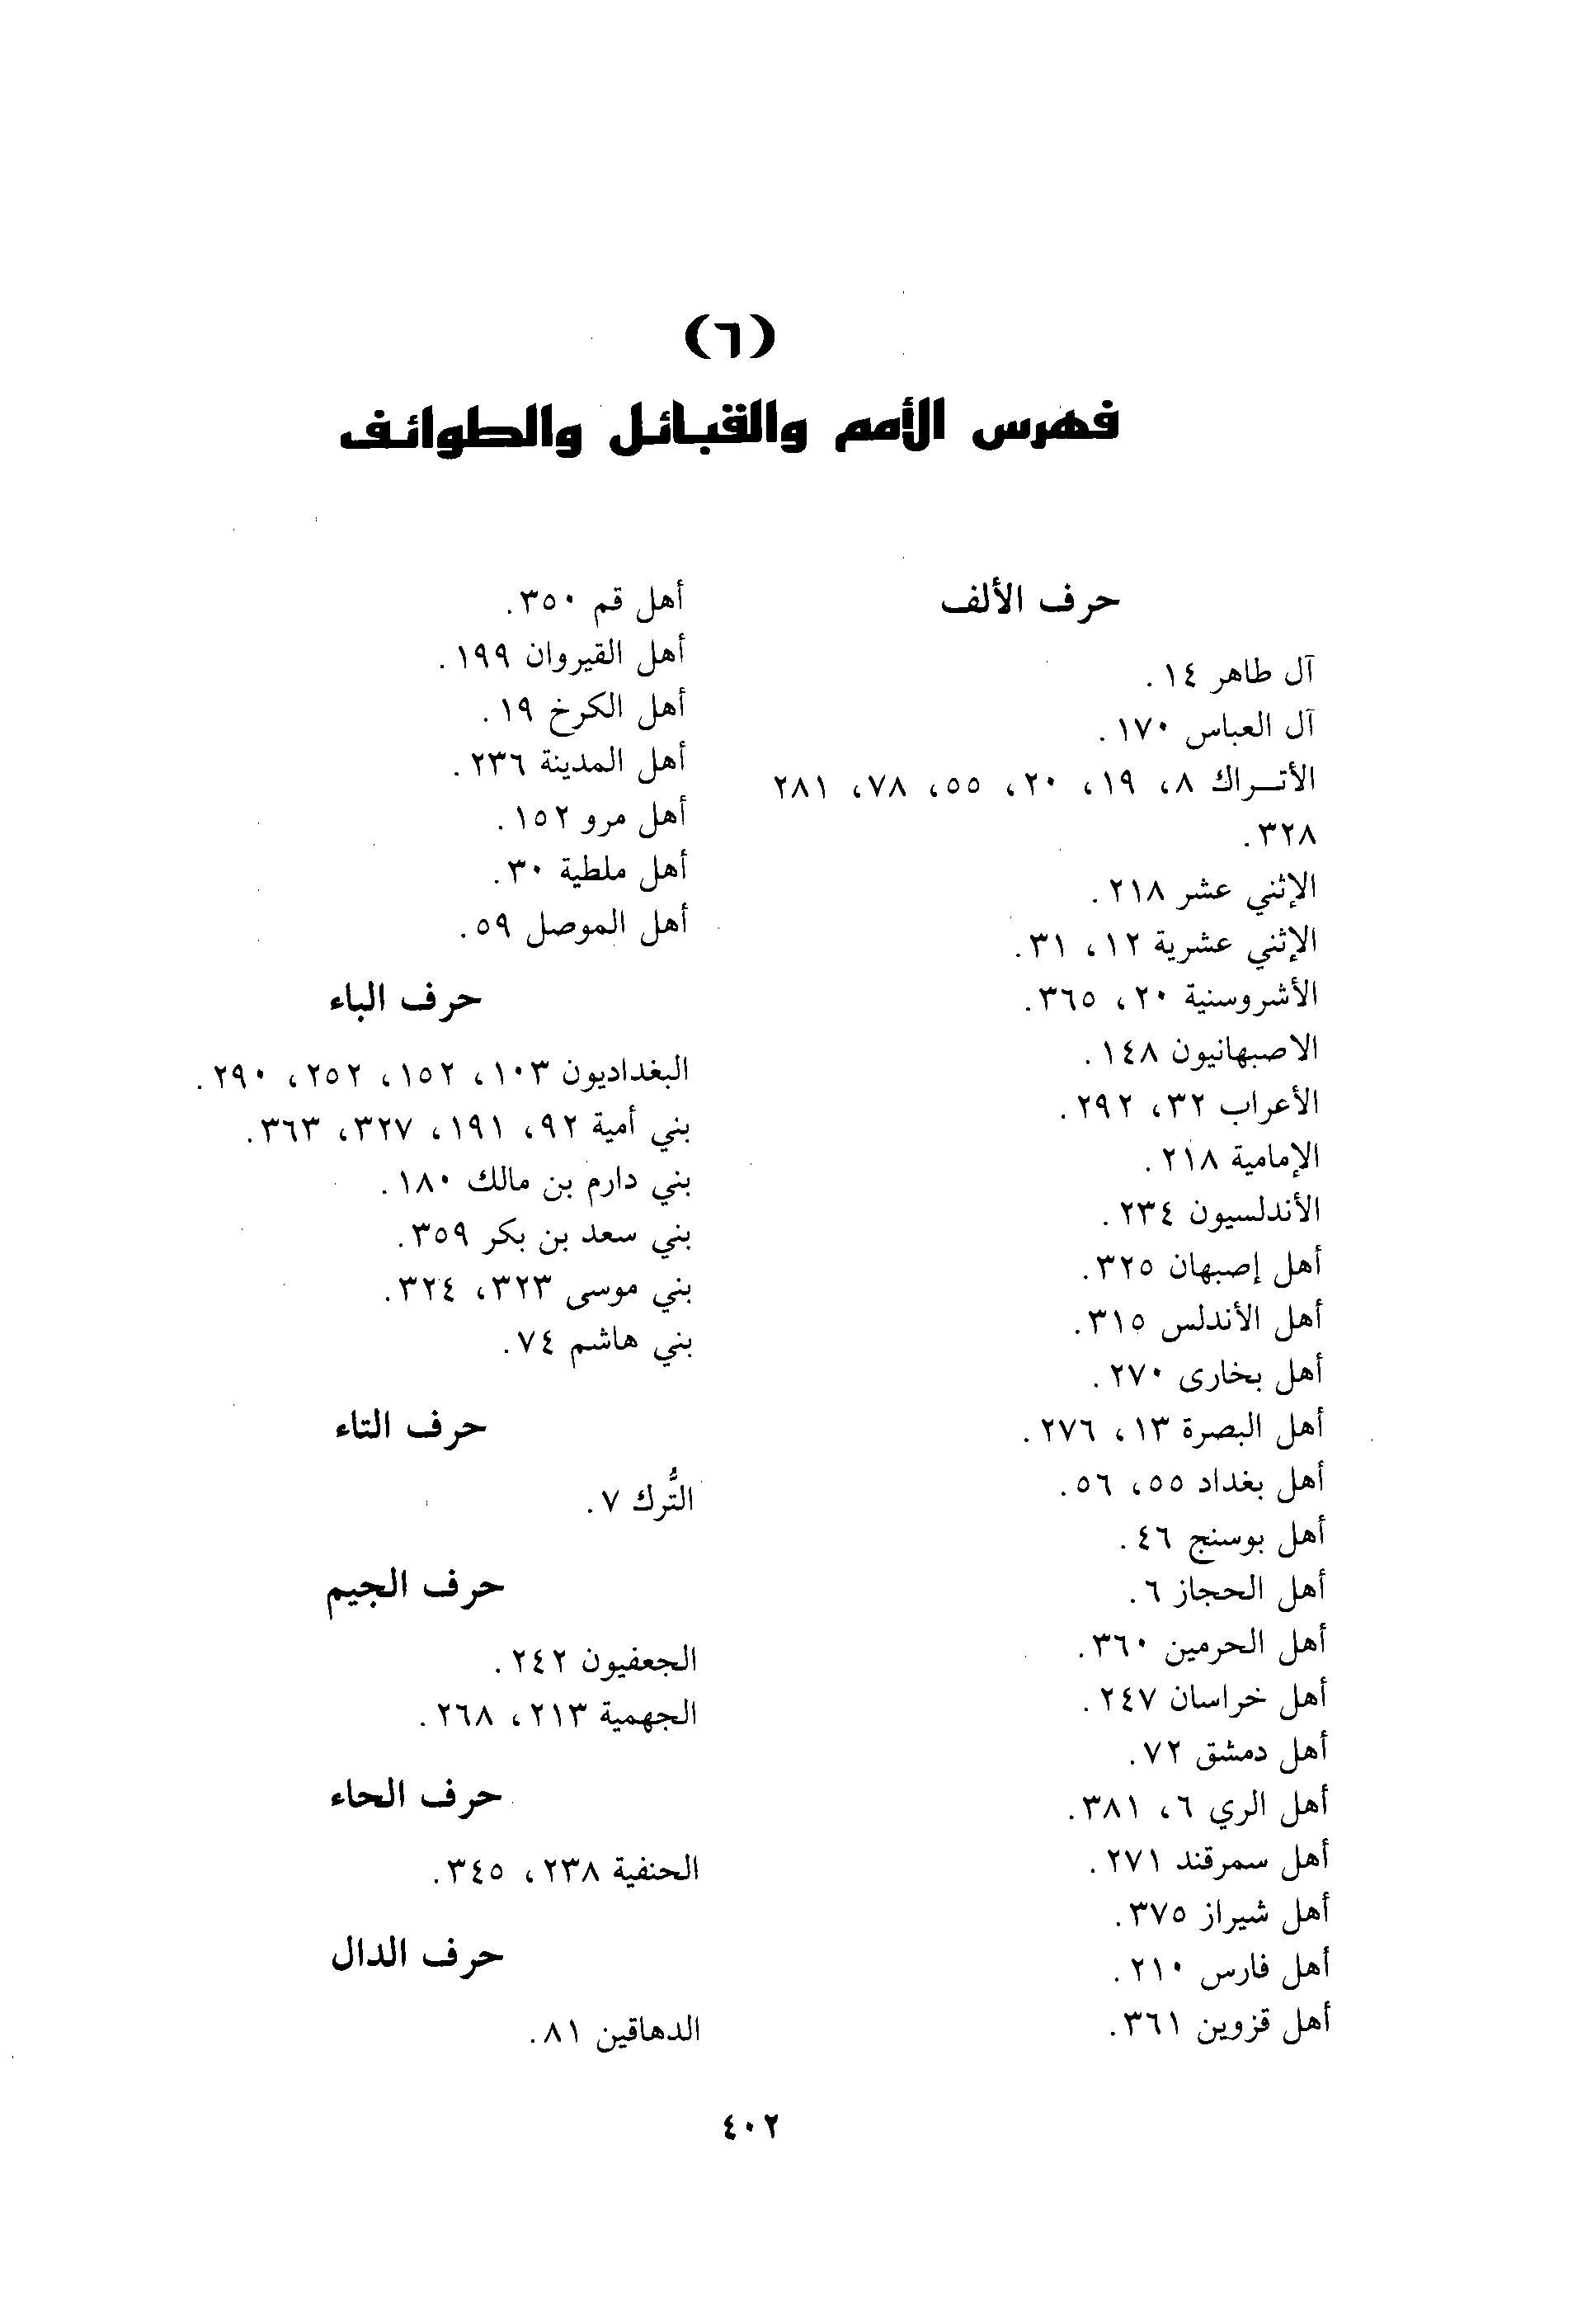 (٦)
فهرس الأمم والقبائل والطوائف
حرف الألف
آل طاهر ١٤.
آل العباس ١٧٠.
الأتـــراك ٨، ١٩، ٢٠، ٥٥، ٧٨، ٢٨١
٣٢٨.
الإثني عشر ٢١٨.
الإثني عشرية ١٢، ٣١.
الأشروسنية ٢٠، ٣٦٥.
الاصبهانيون ١٤٨.
الأعراب ٣٢، ٢٩٢.
الإمامية ٢١٨.
الأندلسيون ٢٣٤.
أهل إصبهان ٣٢٥.
أهل الأندلس ٣١٥.
أهل بخارى ٢٧٠.
أهل البصرة ١٣، ٢٧٦.
أهل بغداد ٥٥، ٥٦.
أهل بوسنج ٤٦.
أهل الحجاز ٦.
أهل الحرمين ٣٦٠.
أهل خراسان ٢٤٧.
أهل دمشق ٧٢.
أهل الري ٦، ٣٨١.
أهل سمرقند ٢٧١.
أهل شيراز ٣٧٥.
أهل فارس ٢١٠.
أهل قزوين ٣٦١.
أهل قم ٣٥٠.
أهل القيروان ١٩٩.
أهل الكرخ ١٩.
أهل المدينة ٢٣٦.
أهل مرو ١٥٢.
أهل ملطية ٣٠.
أهل الموصل ٥٩.
حرف الباء
البغداديون ١٠٣، ١٥٢، ٢٥٢، ٢٩٠.
بني أمية ٩٢، ١٩١، ٣٢٧، ٣٦٣.
بني دارم بن مالك ١٨٠.
بني سعد بن بكر ٣٥٩.
بني موسى ٣٢٣، ٣٢٤.
بني هاشم ٧٤.
حرف التاء
التُّرك ٧.
حرف الجيم
الجعفيون ٢٤٢.
الجهمية ٢١٣، ٢٦٨.
حرف الحاء
الحنفية ٢٣٨، ٣٤٥.
حرف الدال
الدهاقين ٨١.
٤٠٢